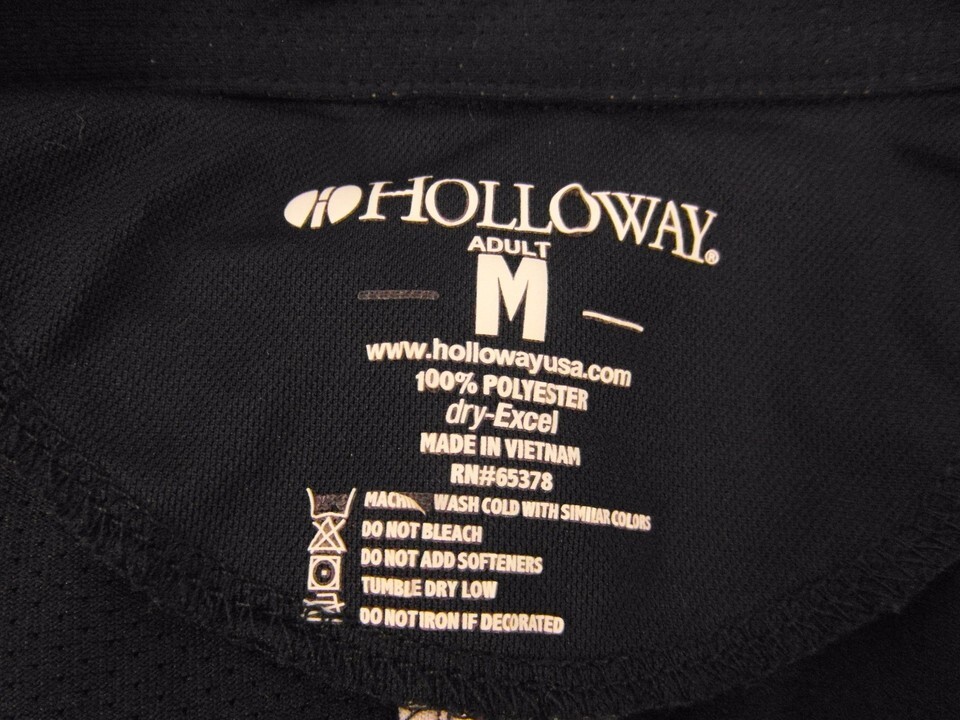 HOLLOWAY®
ADULT
M
www.hollowayusa.com
100% POLYESTER
dry-Excel
MADE IN VIETNAM
RN#65378
MACHINE WASH COLD WITH SIMILAR COLORS
DO NOT BLEACH
DO NOT ADD SOFTENERS
TUMBLE DRY LOW
DO NOT IRON IF DECORATED